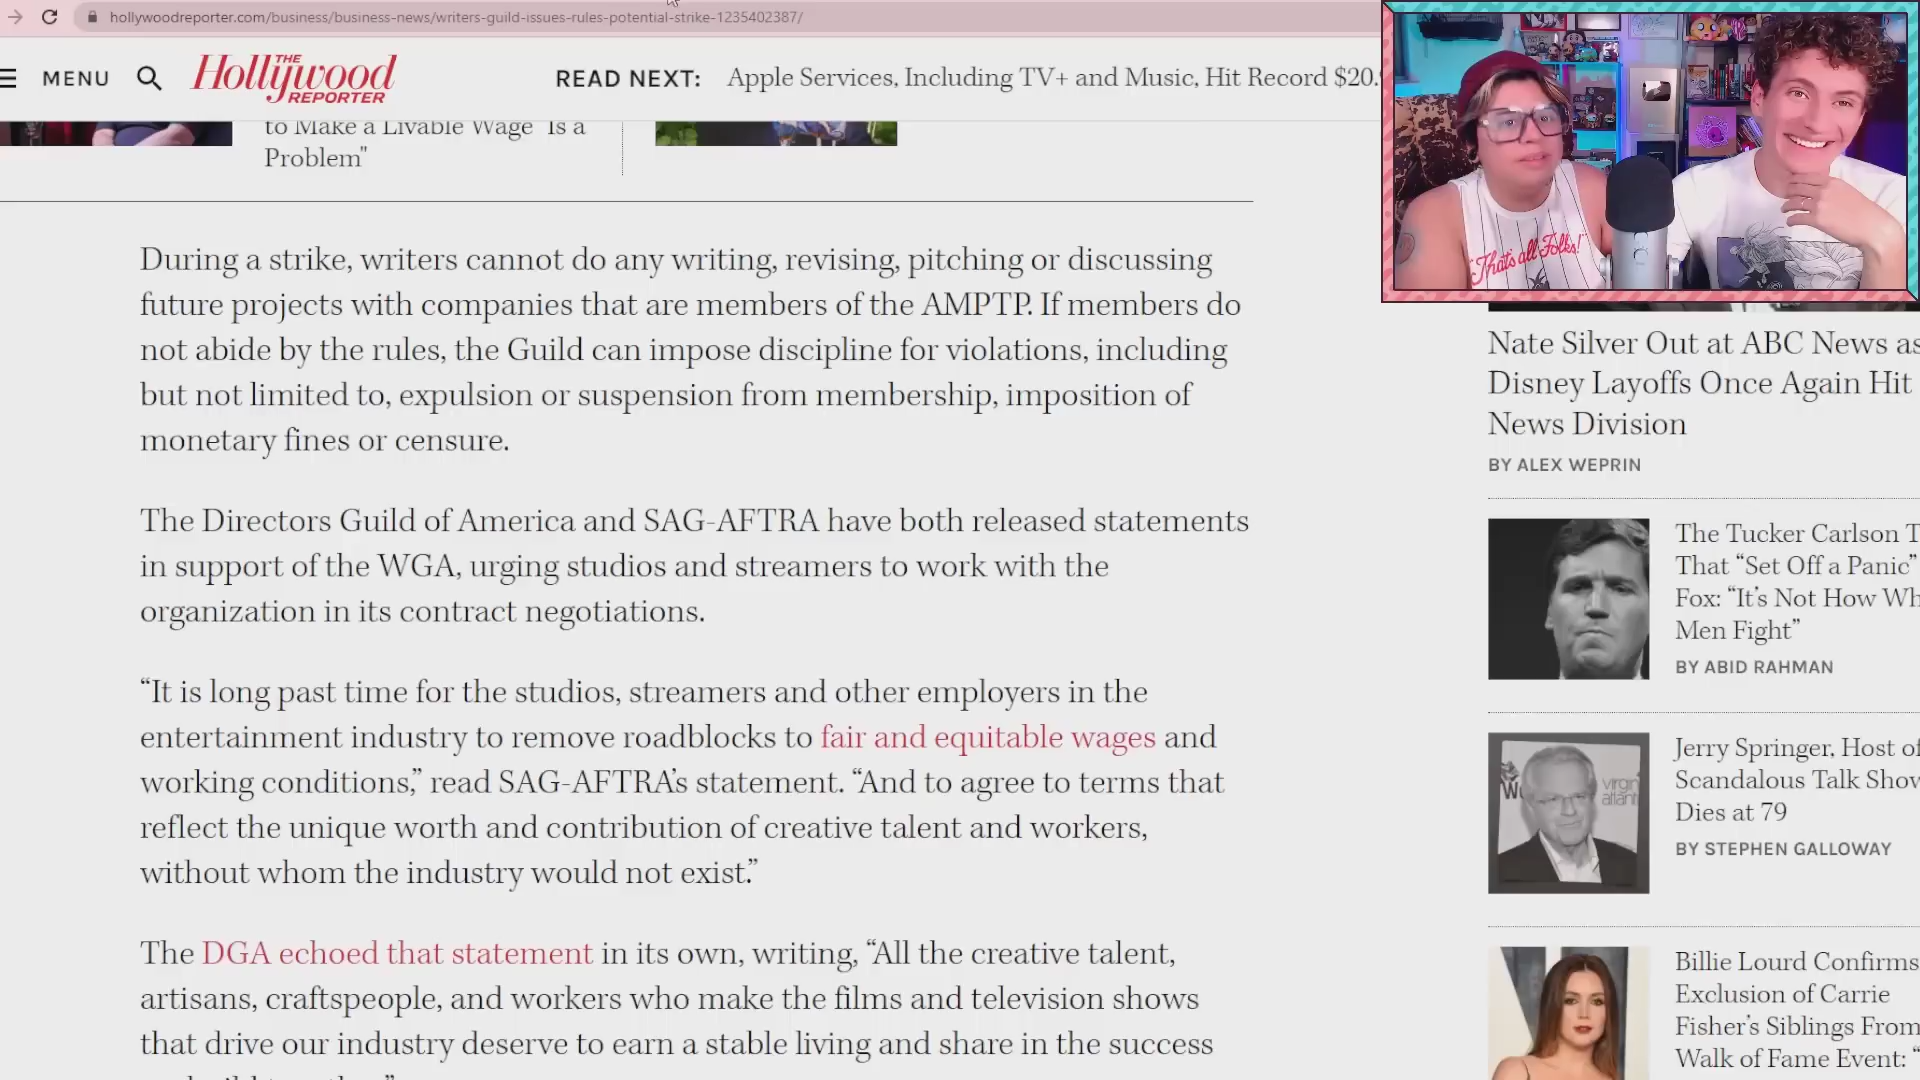 hollywoodreporter.com/business/business-news/writers-guild-issues-rules-potential-strike-1235402387/
MENU
THE
Hollywood
REPORTER
READ NEXT: Apple Services, Including TV+ and Music, Hit Record $20.
to Make a Livable Wage Is a
Problem"
During a strike, writers cannot do any writing, revising, pitching or discussing
future projects with companies that are members of the AMPTP. If members do
not abide by the rules, the Guild can impose discipline for violations, including
but not limited to, expulsion or suspension from membership, imposition of
monetary fines or censure.
The Directors Guild of America and SAG-AFTRA have both released statements
in support of the WGA, urging studios and streamers to work with the
organization in its contract negotiations.
“It is long past time for the studios, streamers and other employers in the
entertainment industry to remove roadblocks to fair and equitable wages and
working conditions,” read SAG-AFTRA’s statement. “And to agree to terms that
reflect the unique worth and contribution of creative talent and workers,
without whom the industry would not exist.”
The DGA echoed that statement in its own, writing, “All the creative talent,
artisans, craftspeople, and workers who make the films and television shows
that drive our industry deserve to earn a stable living and share in the success
"That's all Folks!"
Nate Silver Out at ABC News as
Disney Layoffs Once Again Hit
News Division
BY ALEX WEPRIN
The Tucker Carlson T
That “Set Off a Panic”
Fox: “It’s Not How Wh
Men Fight”
BY ABID RAHMAN
virgin
atlant
Jerry Springer, Host of
Scandalous Talk Show
Dies at 79
BY STEPHEN GALLOWAY
Billie Lourd Confirms
Exclusion of Carrie
Fisher’s Siblings From
Walk of Fame Event: “